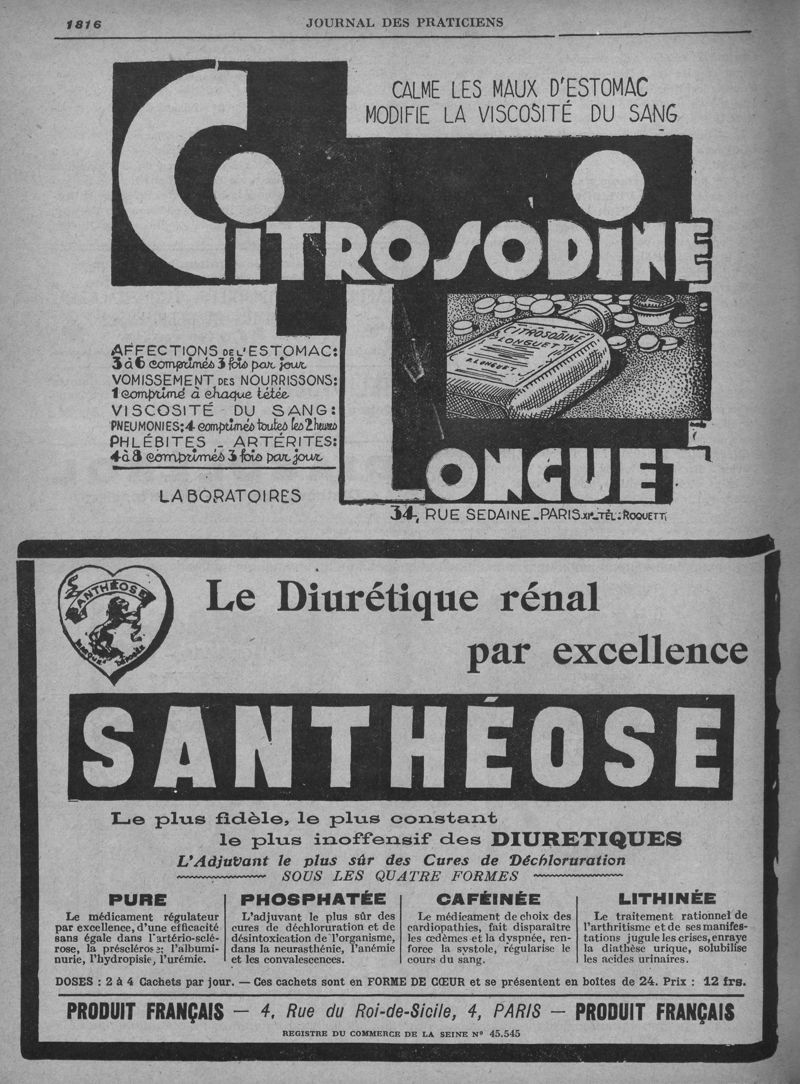 1816
JOURNAL DES PRATICIENS
CALME LES MAUX D'ESTOMAC
MODIFIE LA VISCOSITÉ DU SANG
CITROSODINE
CITROSODINE
LONGUET
LONGUET
AFFECTIONS DE L'ESTOMAC:
3 à 6 comprimés 3 fois par jour
VOMISSEMENT DES NOURRISSONS:
1 comprimé à chaque tétée
VISCOSITÉ DU SANG:
PNEUMONIES: 4 comprimés toutes les 2 heures
PHLÉBITES _ ARTÉRITES:
4 à 8 comprimés 3 fois par jour
LABORATOIRES
LONGUET
34, RUE SEDAINE_PARIS.XIe_TÉL: ROQUETT
SANTHÉOSE
MARQUE DÉPOSÉE
Le Diurétique rénal
par excellence
SANTHÉOSE
Le plus fidèle, le plus constant
le plus inoffensif des DIURETIQUES
L'Adjuvant le plus sûr des Cures de Déchloruration
SOUS LES QUATRE FORMES
PURE
Le médicament régulateur
par excellence, d'une efficacité
sans égale dans l'artério-sclé-
rose, la présclérose; l'albumi-
nurie, l'hydropisie, l'urémie.
PHOSPHATÉE
L'adjuvant le plus sûr des
cures de déchloruration et de
désintoxication de l'organisme,
dans la neurasthénie, l'anémie
et les convalescences.
CAFÉINÉE
Le médicament de choix des
cardiopathies, fait disparaître
les œdèmes et la dyspnée, ren-
force la systole, régularise le
cours du sang.
LITHINÉE
Le traitement rationnel de
l'arthritisme et de ses manifes-
tations jugule les crises, enraye
la diathèse urique, solubilise
les acides urinaires.
DOSES : 2 à 4 Cachets par jour. — Ces cachets sont en FORME DE CŒUR et se présentent en boîtes de 24. Prix : 12 frs.
PRODUIT FRANÇAIS — 4, Rue du Roi-de-Sicile, 4, PARIS — PRODUIT FRANÇAIS
REGISTRE DU COMMERCE DE LA SEINE N° 45.545